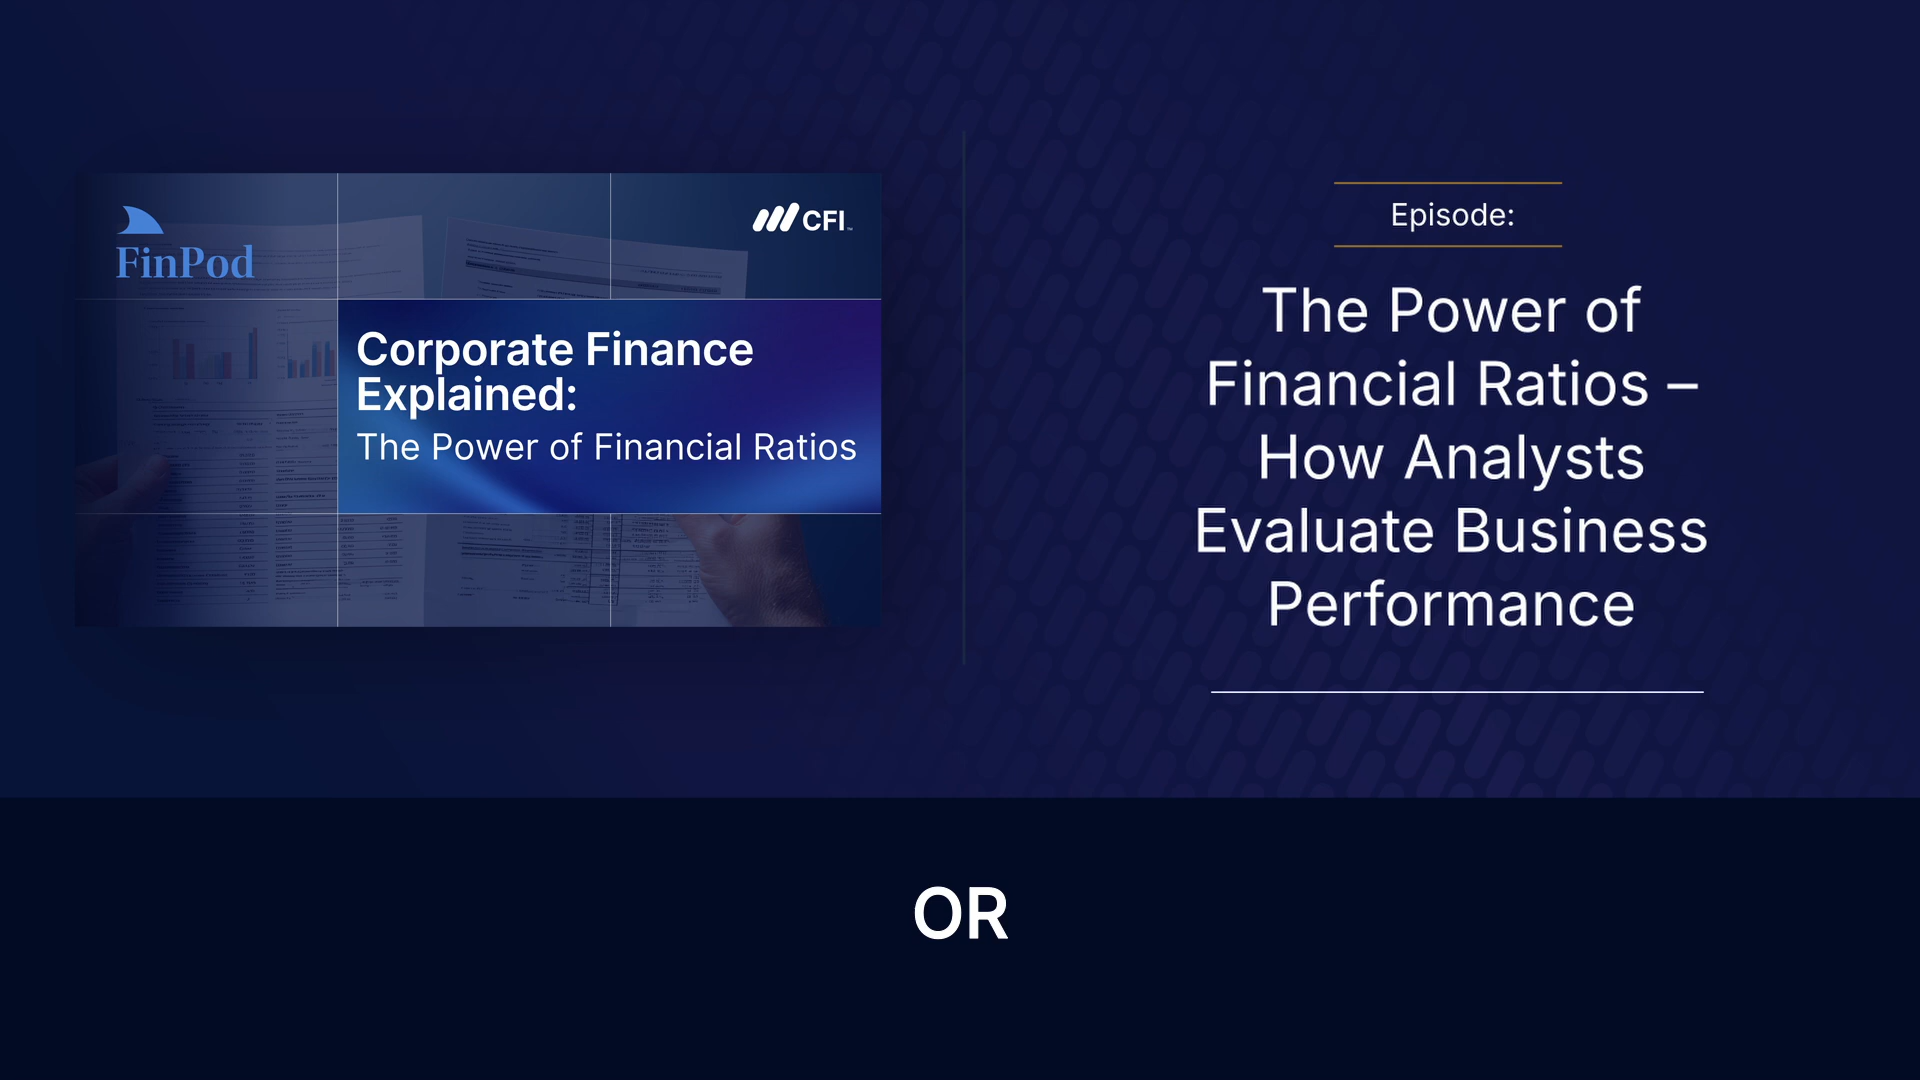 FinPod
CFI™
Corporate Finance
Explained:
The Power of Financial Ratios
Episode:
The Power of
Financial Ratios –
How Analysts
Evaluate Business
Performance
OR